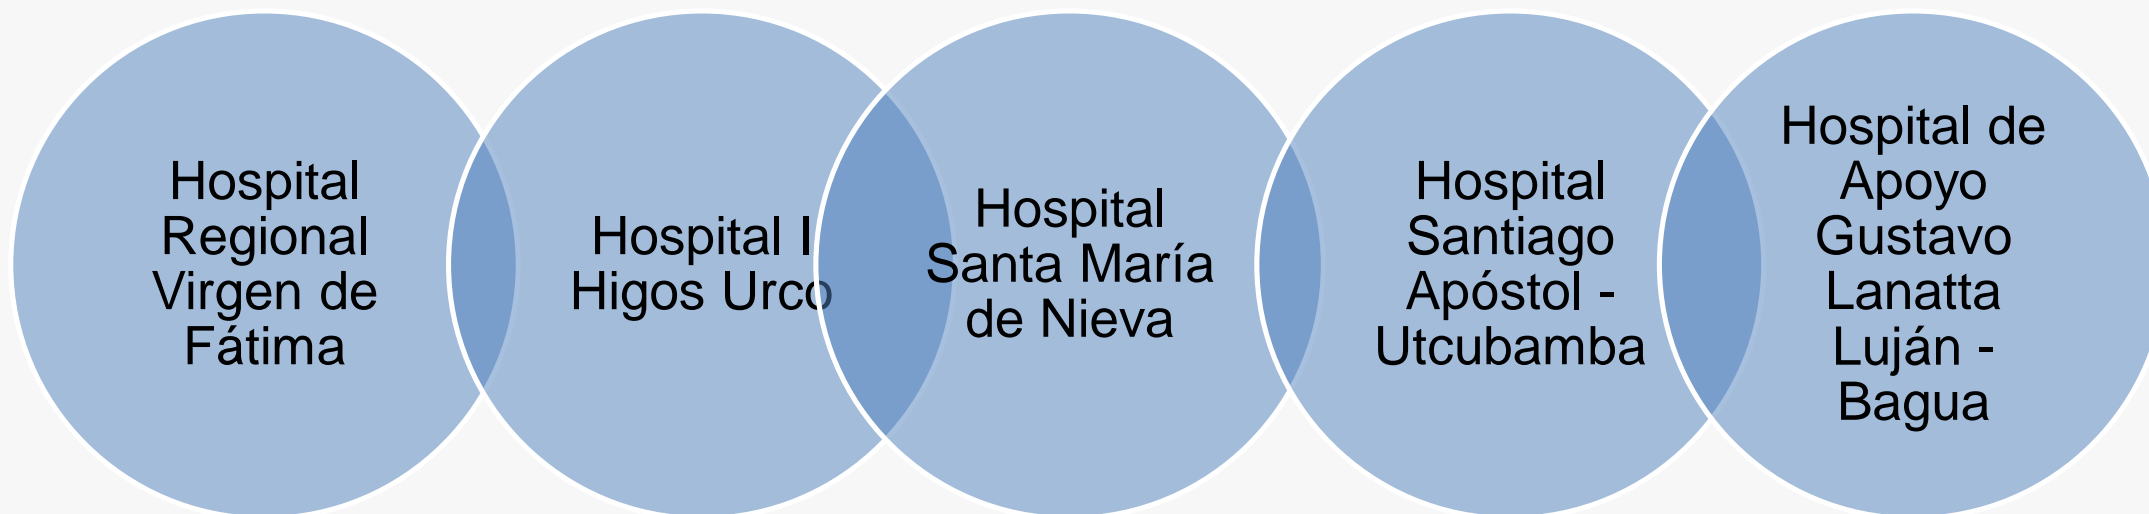 Hospital
Regional
Virgen de
Fátima
Hospital I
Higos Urco
Hospital
Santa María
de Nieva
Hospital
Santiago
Apóstol -
Utcubamba
Hospital de
Apoyo
Gustavo
Lanatta
Luján -
Bagua